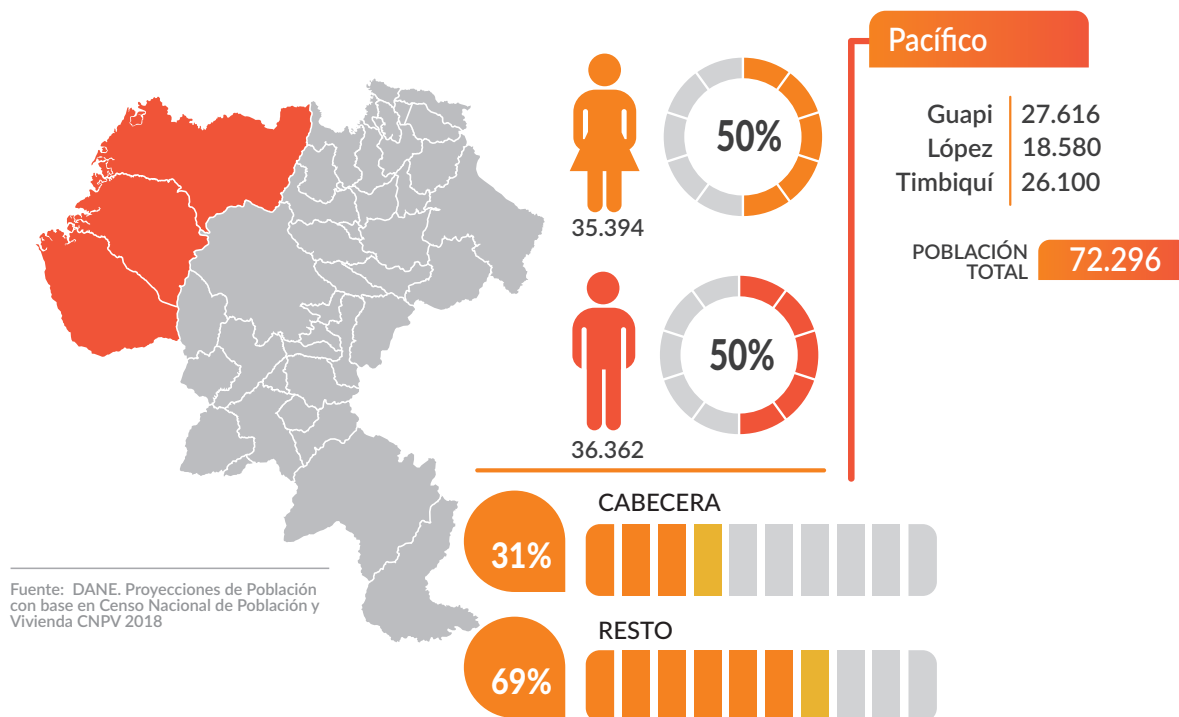 Pacífico
Guapi 27.616
López 18.580
Timbiquí 26.100
POBLACIÓN
TOTAL
72.296
50%
35.394
50%
36.362
CABECERA
31%
RESTO
69%
Fuente: DANE. Proyecciones de Población
con base en Censo Nacional de Población y
Vivienda CNPV 2018